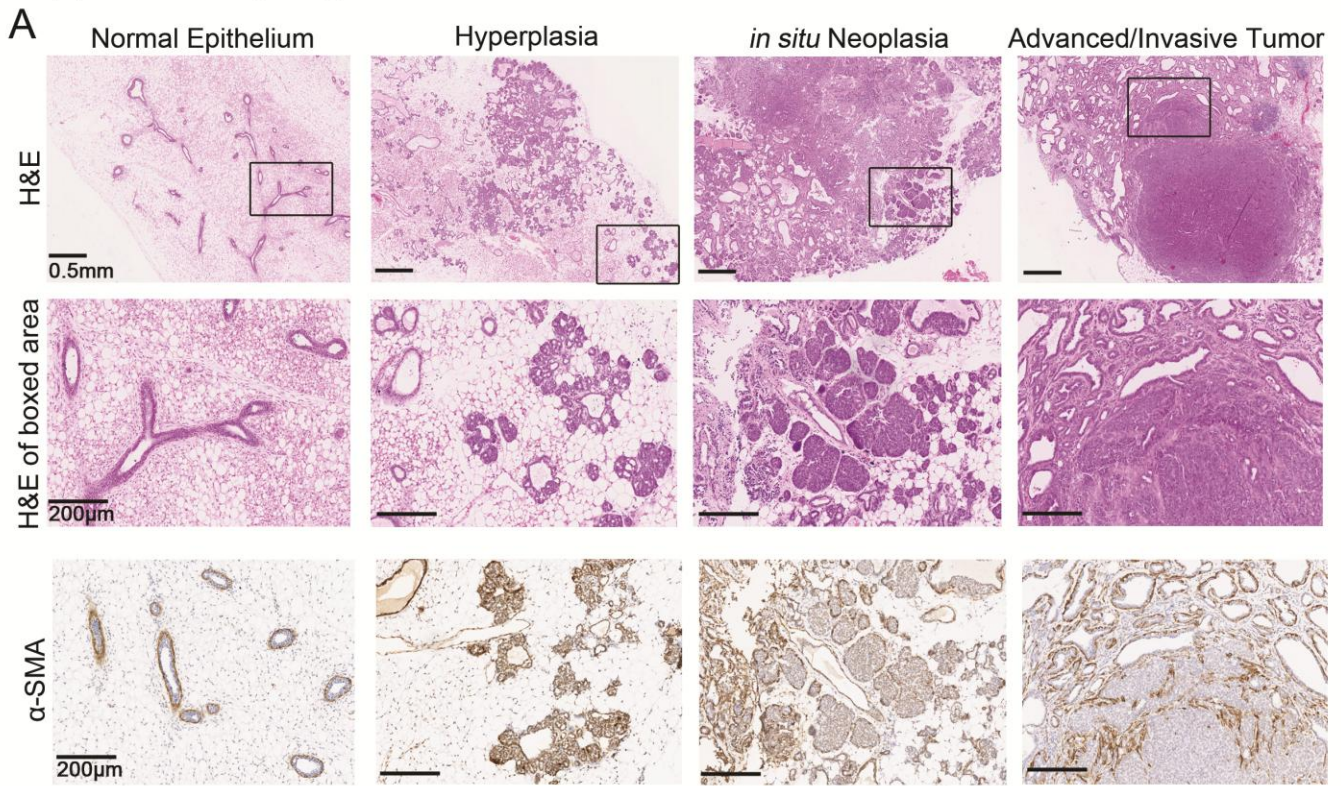 A
Normal Epithelium
Hyperplasia
in situ Neoplasia
Advanced/Invasive Tumor
H&E
0.5mm
H&E of boxed area
200μm
α-SMA
200μm